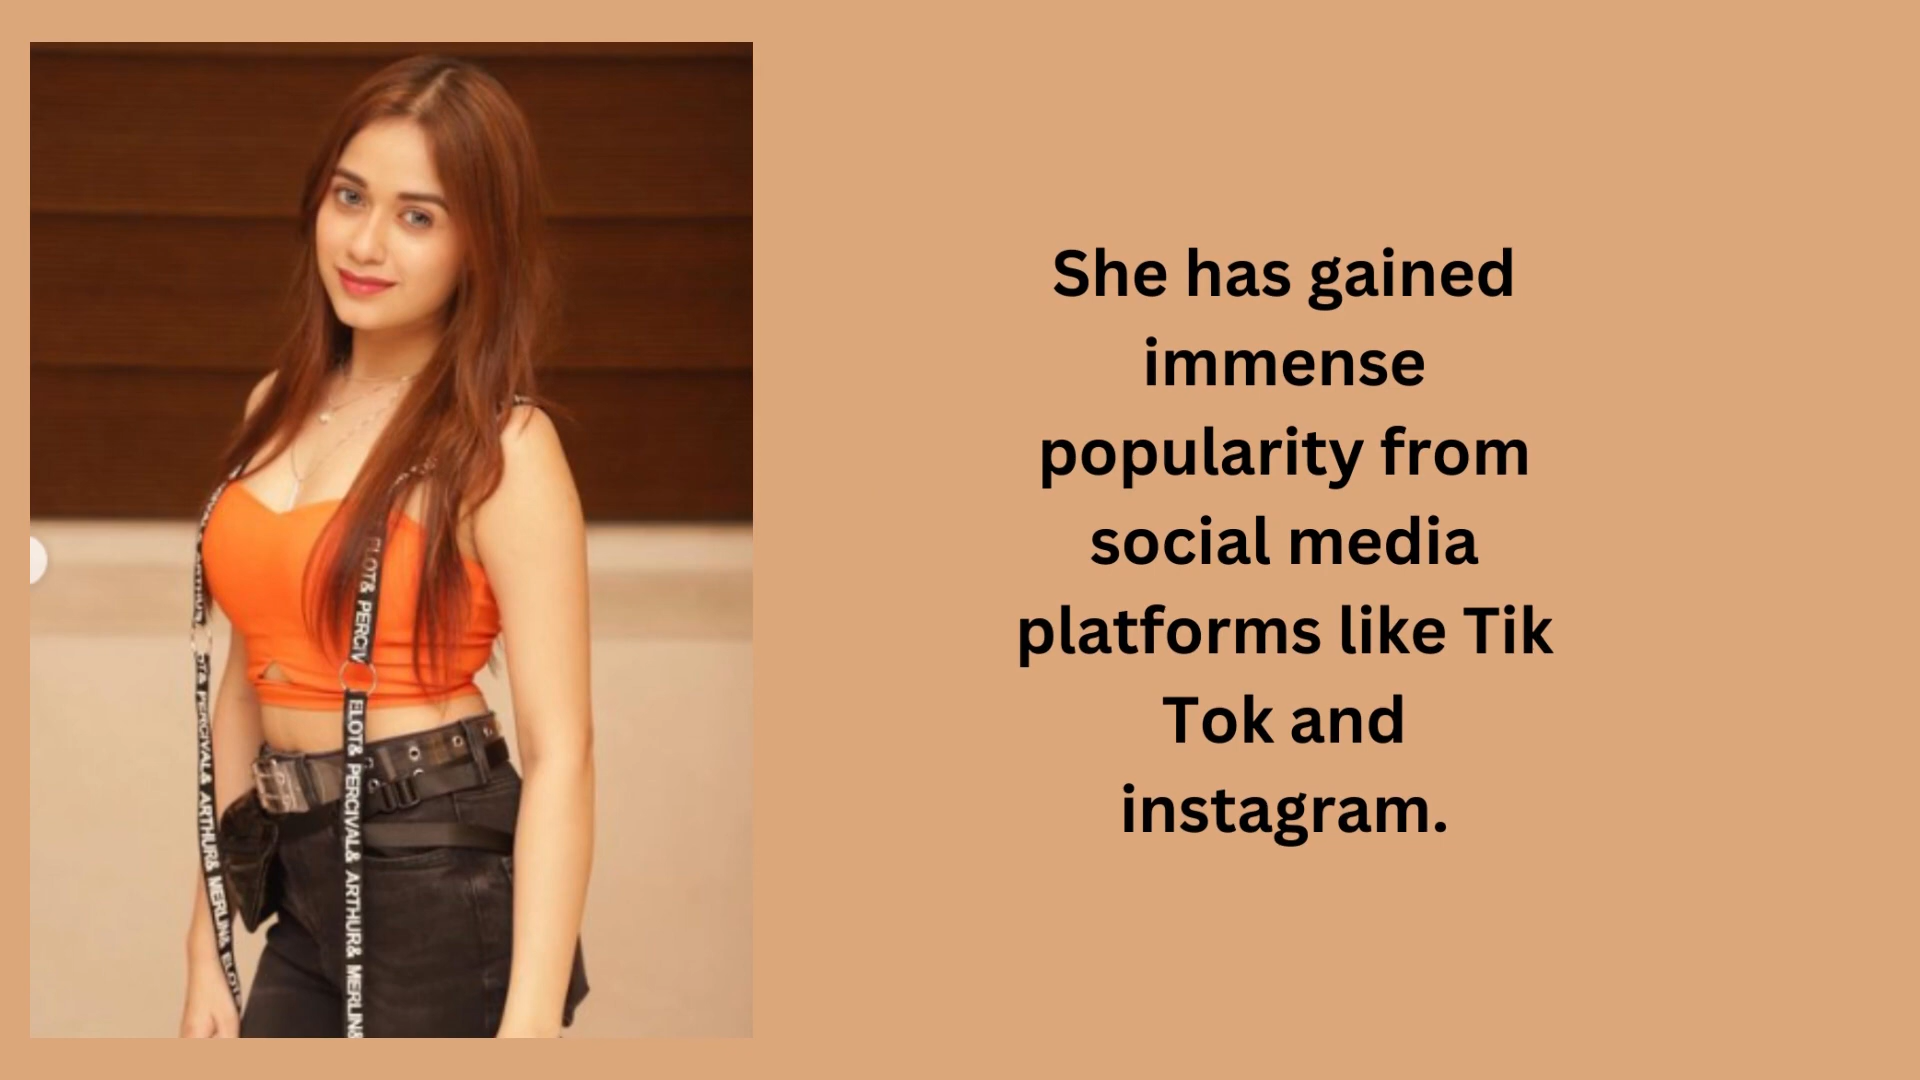 She has gained
immense
popularity from
social media
platforms like Tik
Tok and
instagram.
ELOT& PERCIV
ELOT& PERCIVAL& ARTHUR& MERLIN&
PERCIVAL& ARTHUR& MERLIN& ELOT&